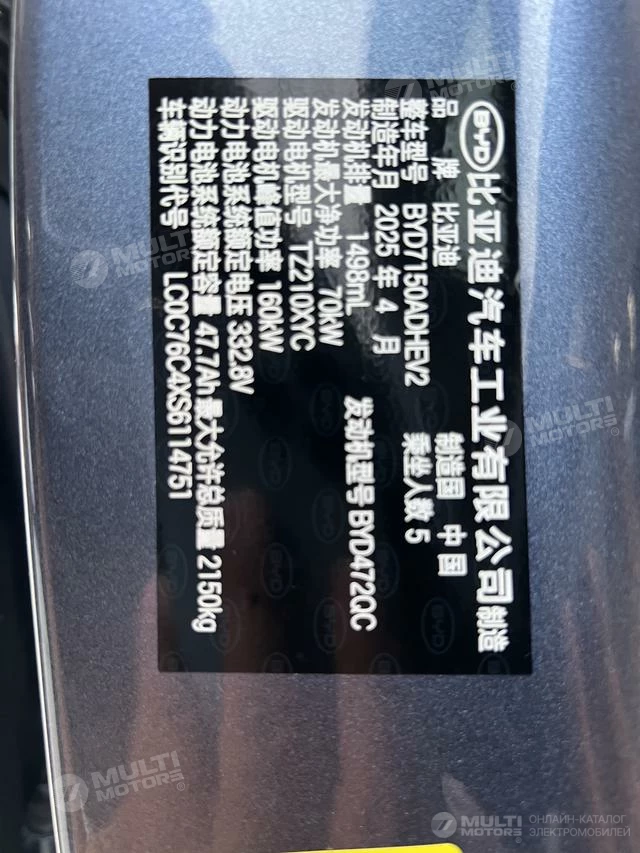 BYD 比亚迪汽车工业有限公司 制造
品 牌 比亚迪 制造国 中国
整车型号 BYD7150ADHEV2 乘坐人数 5
制造年月 2025 年 4 月
发动机排量 1498mL 发动机型号 BYD472QC
发动机最大净功率 70kW
驱动电机型号 TZ210XYC
驱动电机峰值功率 160kW
动力电池系统额定电压 332.8V
动力电池系统额定容量 47.7Ah 最大允许总质量 2150kg
车辆识别代号 LC0C76C4XS6114751
MULTI MOTORS
MULTI MOTORS
MULTI MOTORS
MULTI MOTORS
MULTI MOTORS ОНЛАЙН-КАТАЛОГ ЭЛЕКТРОМОБИЛЕЙ